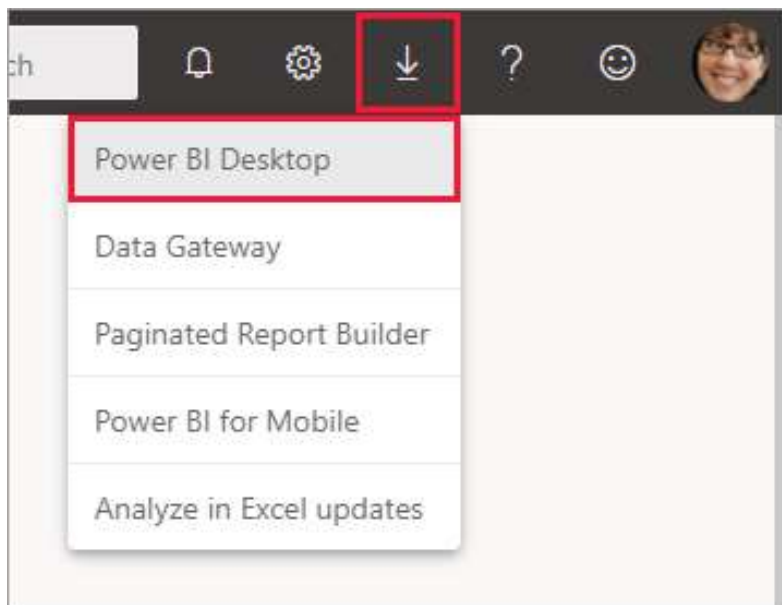 ch
Power BI Desktop
Data Gateway
Paginated Report Builder
Power BI for Mobile
Analyze in Excel updates